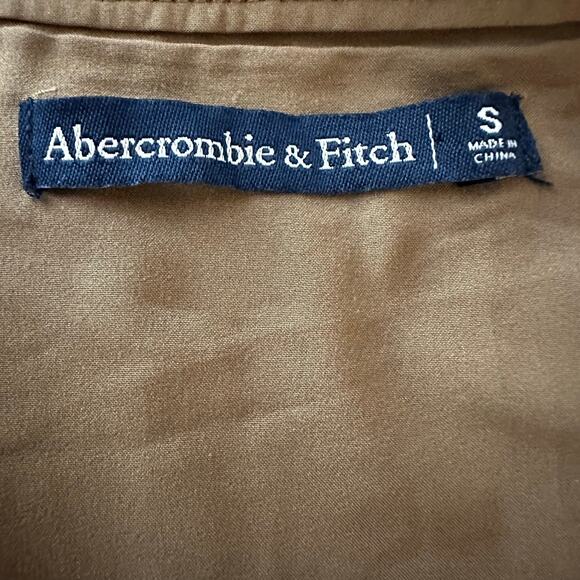 Abercrombie & Fitch | S
MADE IN
CHINA